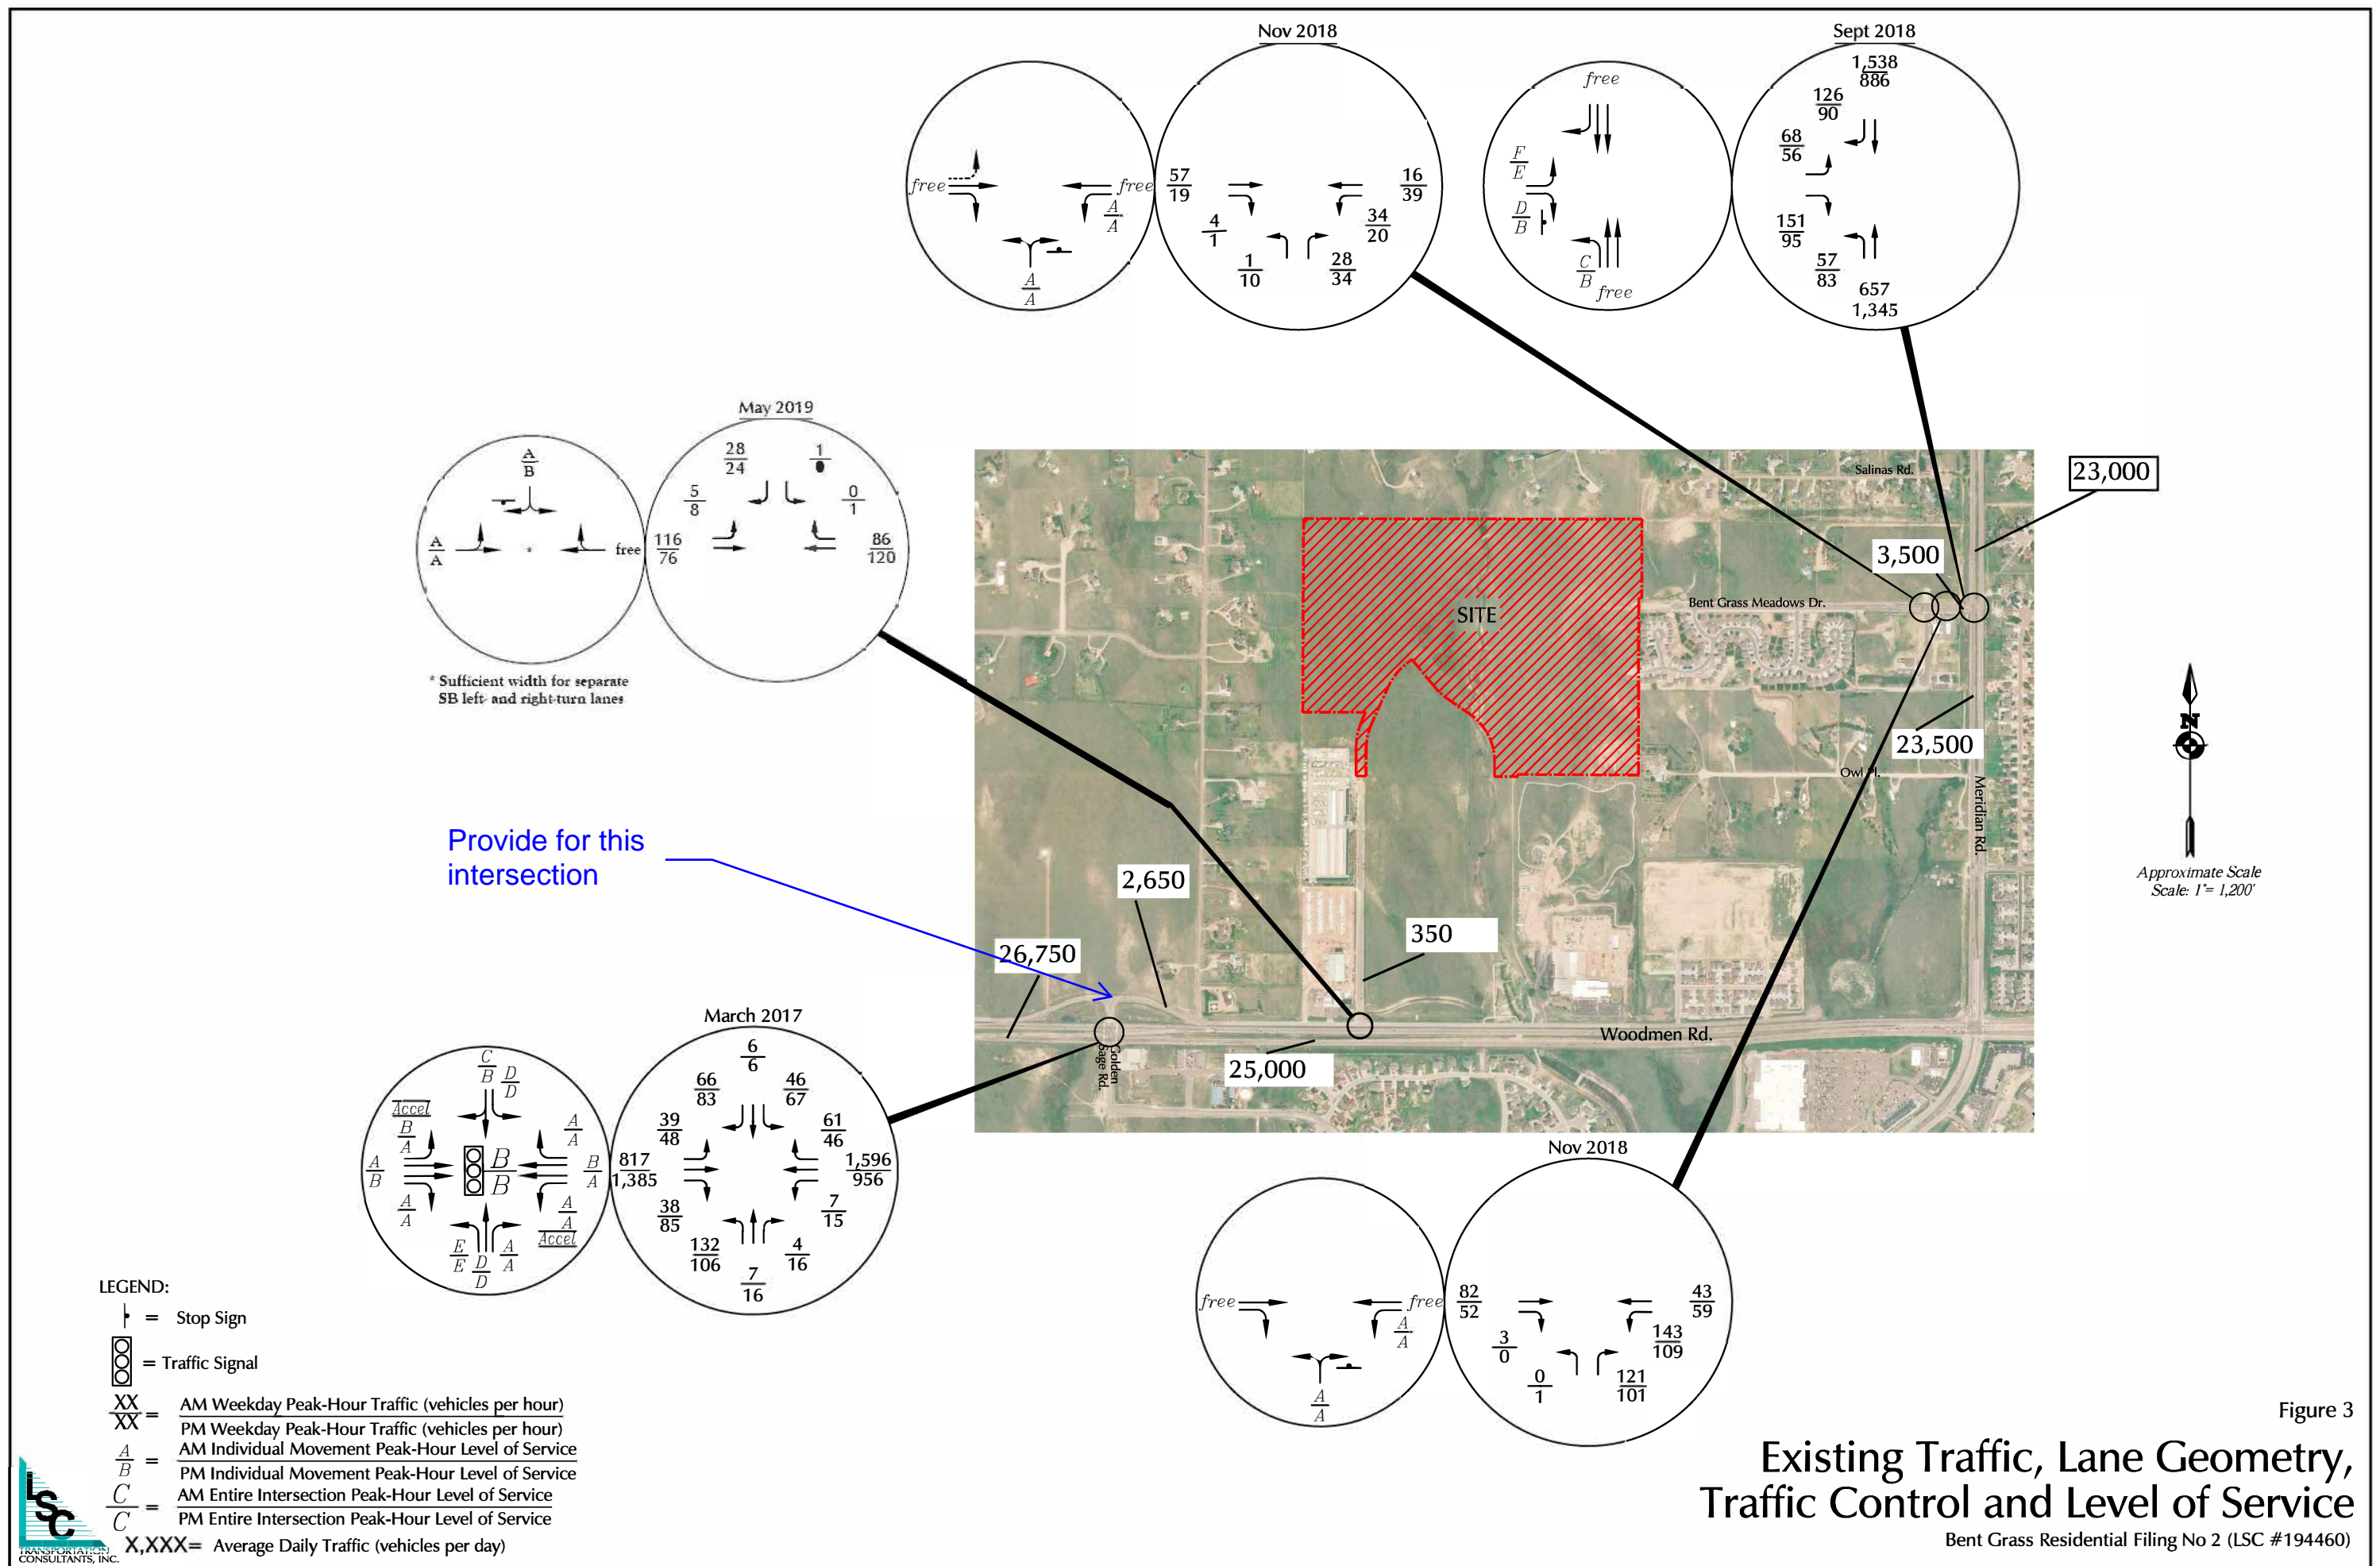 Nov 2018
free
free
A
A
A
A
57
19
4
1
1
10
28
34
34
20
16
39
Sept 2018
free
F
E
D
B
C
B
free
1,538
886
126
90
68
56
151
95
57
83
657
1,345
May 2019
A
B
A
A
*
free
* Sufficient width for separate
SB left- and right-turn lanes
28
24
1
5
8
0
1
116
76
86
120
Salinas Rd.
23,000
3,500
Bent Grass Meadows Dr.
SITE
23,500
Owl Pl.
Meridian Rd.
N
Approximate Scale
Scale: 1"= 1,200'
Provide for this
intersection
2,650
350
26,750
Woodmen Rd.
25,000
Golden
Sage Rd.
March 2017
C
B
D
D
Accel
B
A
A
A
A
B
B
B
B
A
A
A
A
A
Accel
E
E
D
D
A
A
6
6
66
83
46
67
39
48
61
46
817
1,385
1,596
956
38
85
7
15
132
106
4
16
7
16
Nov 2018
free
free
A
A
A
A
82
52
43
59
3
0
143
109
0
1
121
101
LEGEND:
= Stop Sign
= Traffic Signal
XX
XX
= AM Weekday Peak-Hour Traffic (vehicles per hour)
PM Weekday Peak-Hour Traffic (vehicles per hour)
A
B
= AM Individual Movement Peak-Hour Level of Service
PM Individual Movement Peak-Hour Level of Service
C
C
= AM Entire Intersection Peak-Hour Level of Service
PM Entire Intersection Peak-Hour Level of Service
X,XXX= Average Daily Traffic (vehicles per day)
LSC
TRANSPORTATION
CONSULTANTS, INC.
Figure 3
Existing Traffic, Lane Geometry,
Traffic Control and Level of Service
Bent Grass Residential Filing No 2 (LSC #194460)